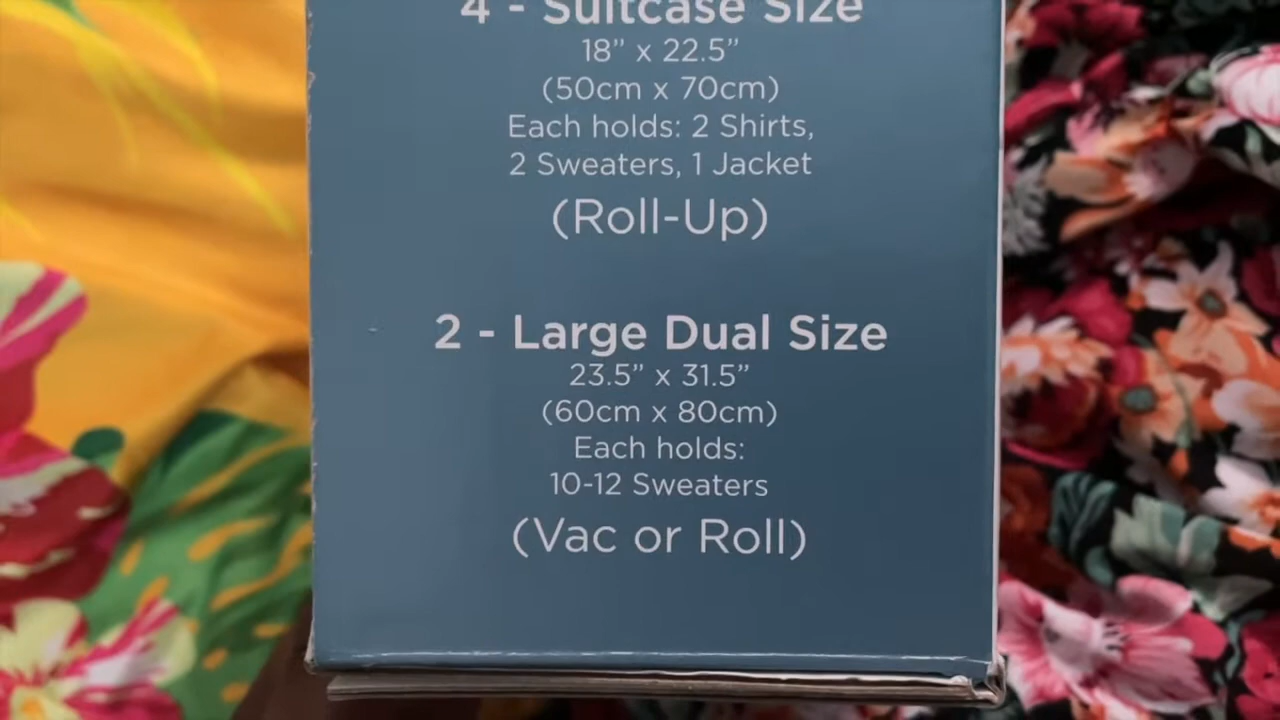 4 - Suitcase Size
18” x 22.5”
(50cm x 70cm)
Each holds: 2 Shirts,
2 Sweaters, 1 Jacket
(Roll-Up)
2 - Large Dual Size
23.5” x 31.5”
(60cm x 80cm)
Each holds:
10-12 Sweaters
(Vac or Roll)